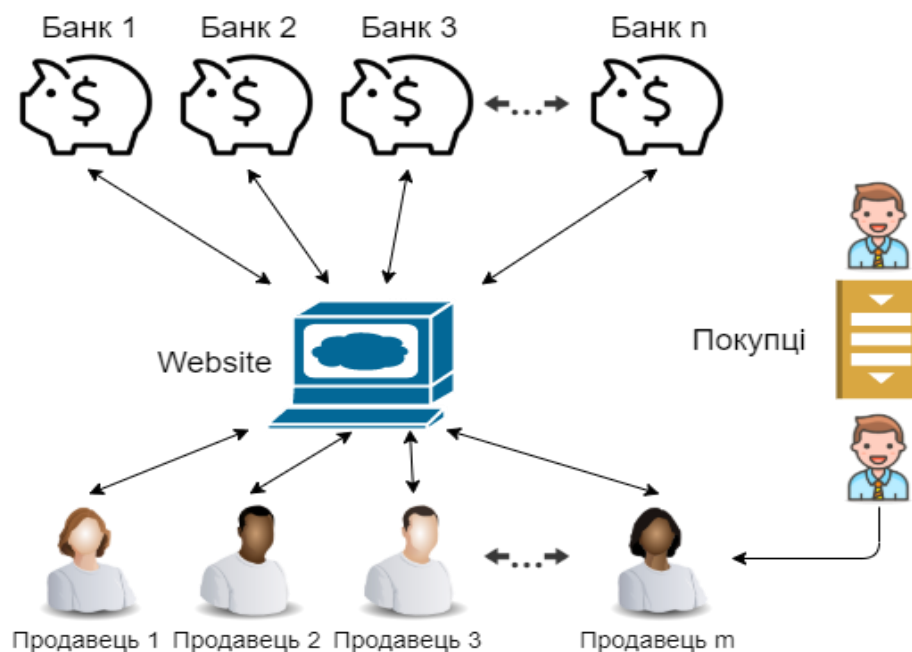 Банк 1
Банк 2
Банк 3
Банк n
$
$
$
$
...
Website
Покупці
...
Продавець 1
Продавець 2
Продавець 3
Продавець m